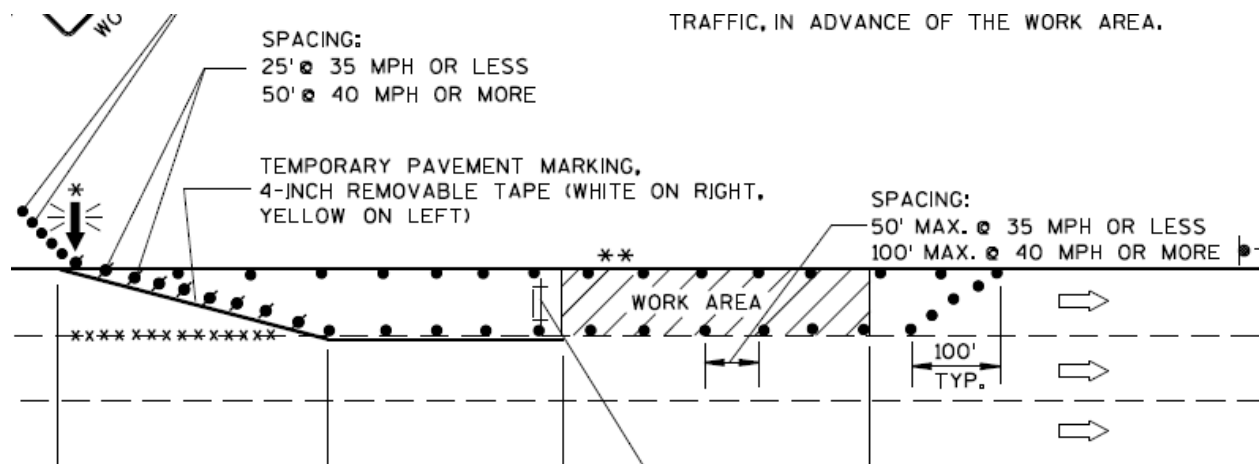 WO
TRAFFIC, IN ADVANCE OF THE WORK AREA.
SPACING:
25' @ 35 MPH OR LESS
50' @ 40 MPH OR MORE
TEMPORARY PAVEMENT MARKING,
4-INCH REMOVABLE TAPE (WHITE ON RIGHT,
YELLOW ON LEFT)
SPACING:
50' MAX. @ 35 MPH OR LESS
100' MAX. @ 40 MPH OR MORE
*
**
WORK AREA
100'
TYP.